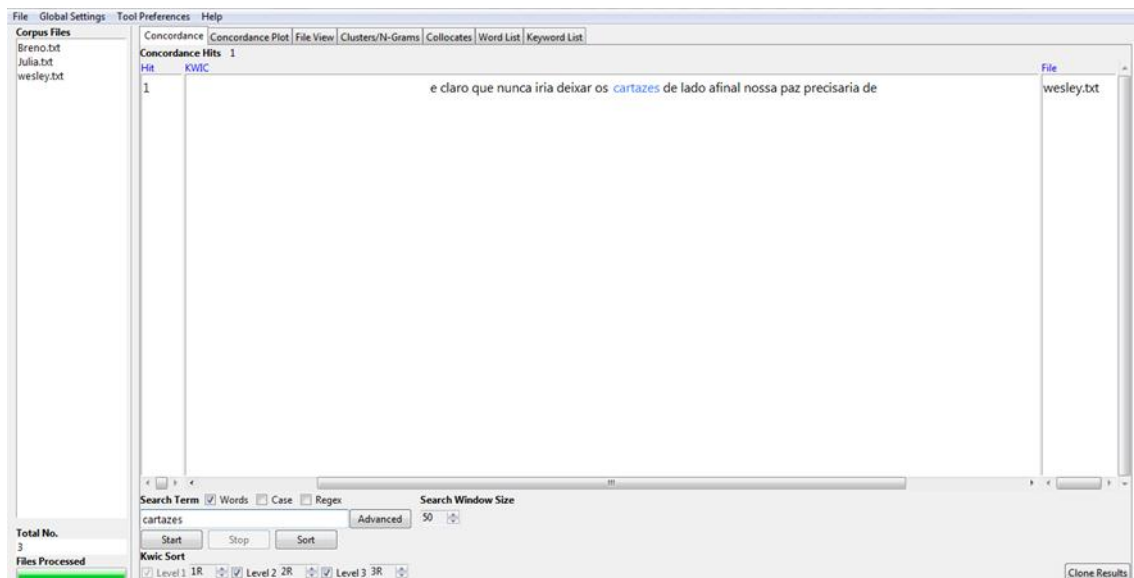 File Global Settings Tool Preferences Help
Corpus Files
Breno.txt
Julia.txt
wesley.txt
Concordance Concordance Plot File View Clusters/N-Grams Collocates Word List Keyword List
Concordance Hits 1
Hit KWIC File
1 e claro que nunca iria deixar os cartazes de lado afinal nossa paz precisaria de wesley.txt
Search Term Words Case Regex Search Window Size
cartazes Advanced 50
Total No.
3
Start Stop Sort
Files Processed
Kwic Sort
Level 1 1R Level 2 2R Level 3 3R Clone Results